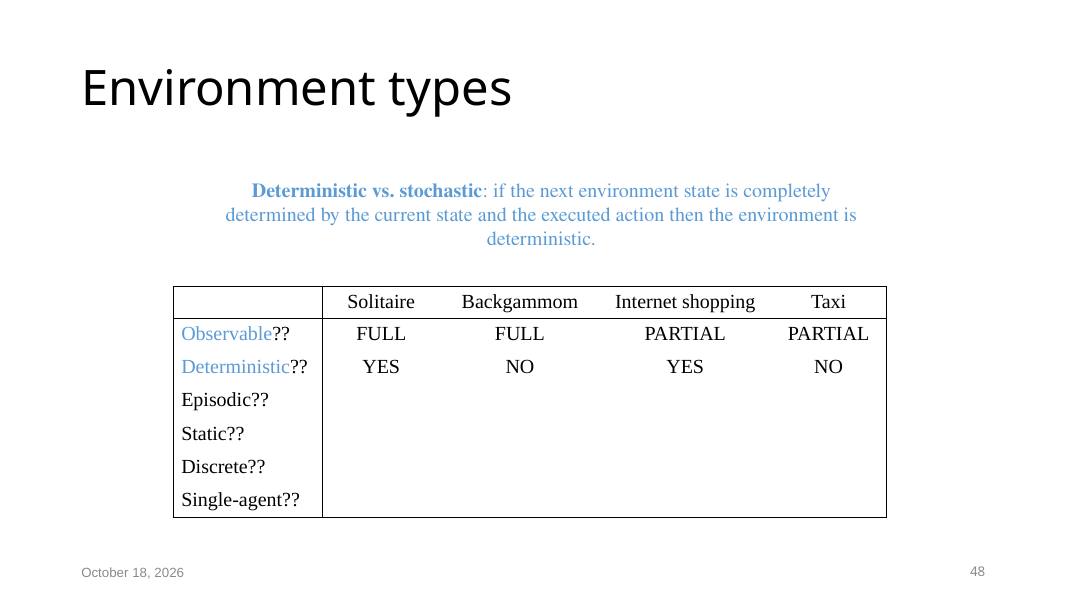 Environment types
Deterministic vs. stochastic: if the next environment state is completely
determined by the current state and the executed action then the environment is
deterministic.
Solitaire Backgammom Internet shopping Taxi
Observable?? FULL FULL PARTIAL PARTIAL
Deterministic?? YES NO YES NO
Episodic??
Static??
Discrete??
Single-agent??
October 18, 2026 48